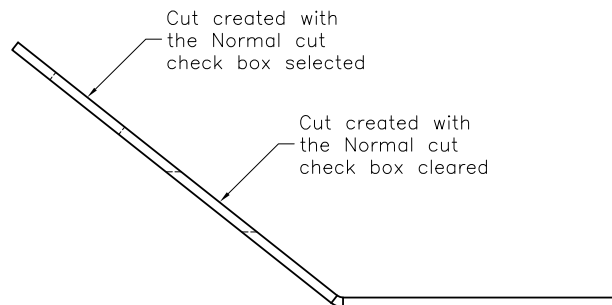 Cut created with
the Normal cut
check box selected
Cut created with
the Normal cut
check box cleared